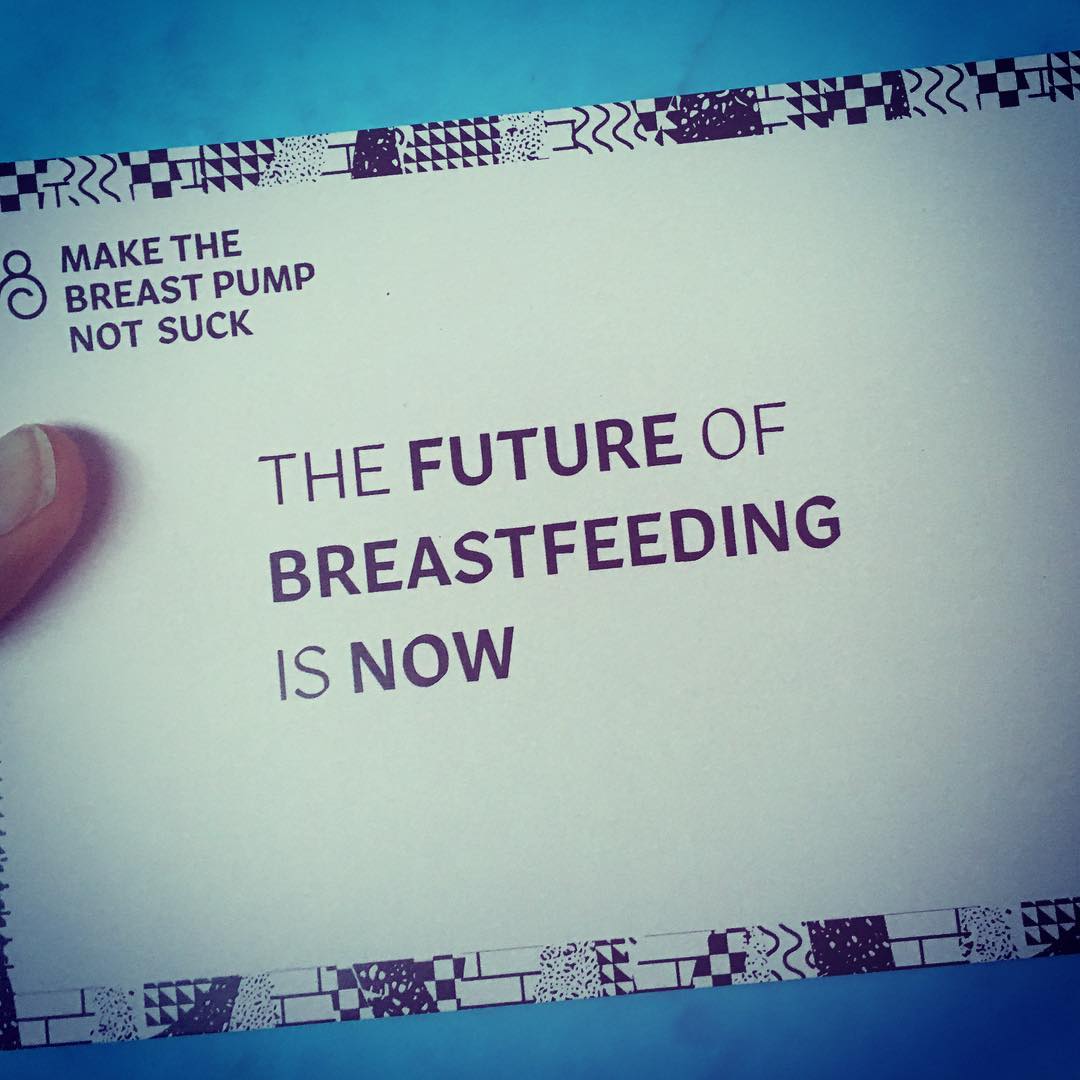 MAKE THE
BREAST PUMP
NOT SUCK
THE FUTURE OF
BREASTFEEDING
IS NOW